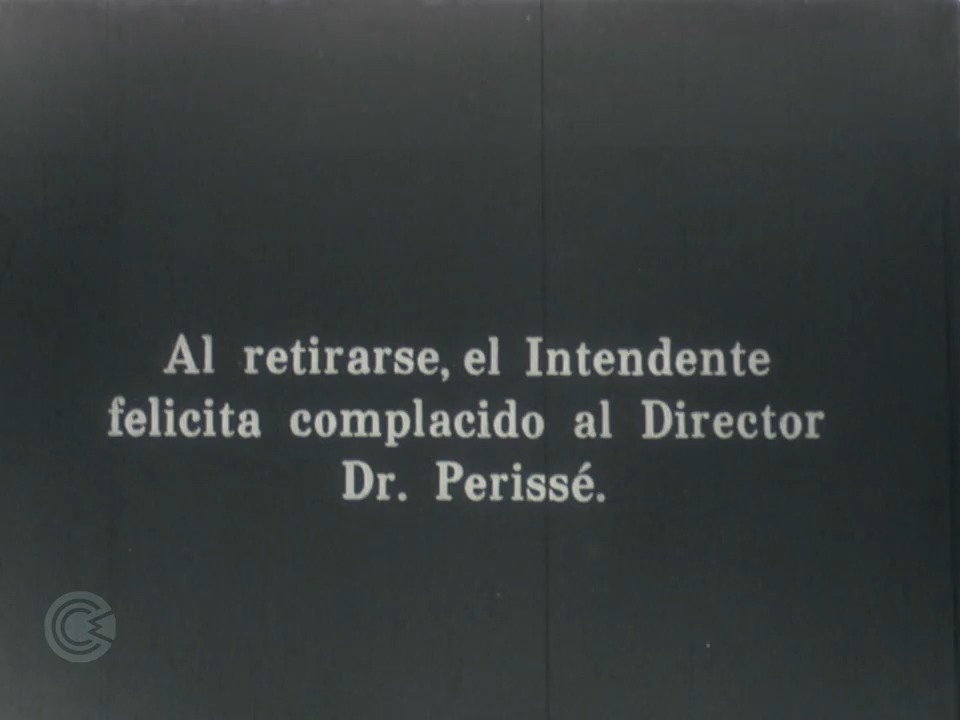 Al retirarse, el Intendente
felicita complacido al Director
Dr. Perissé.